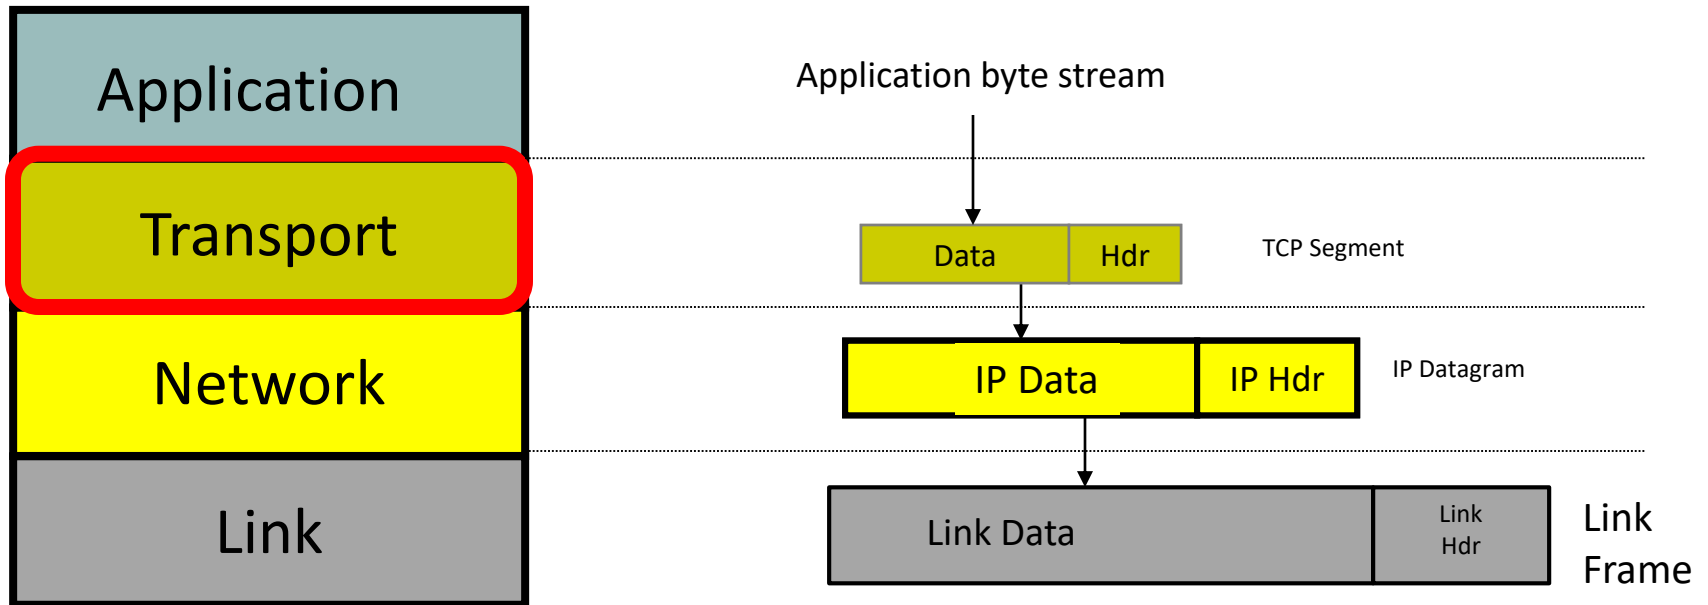 Application
Application byte stream
Transport
Data
Hdr
TCP Segment
Network
IP Data
IP Hdr
IP Datagram
Link
Link Data
Link
Hdr
Link
Frame